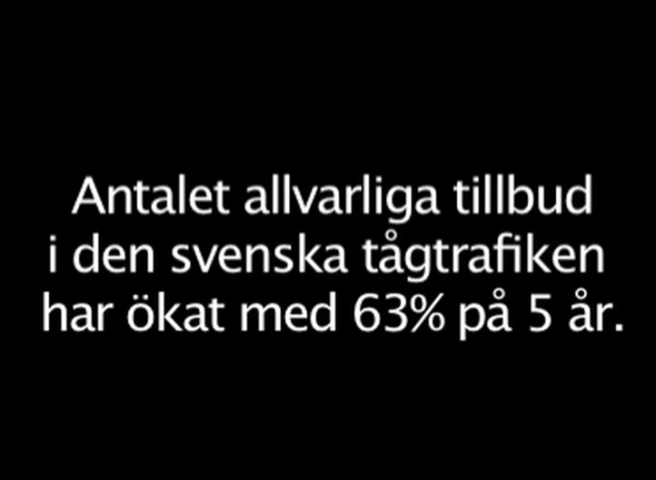 Antalet allvarliga tillbud
i den svenska tågtrafiken
har ökat med 63% på 5 år.